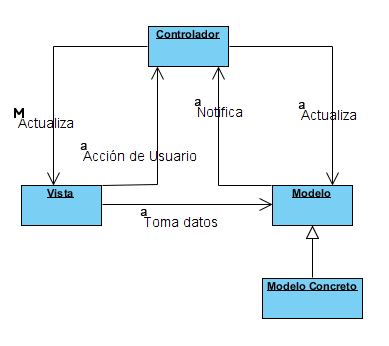 Controlador
M
Actualiza
a
Notifica
a
Actualiza
a
Acción de Usuario
Vista
a
Toma datos
Modelo
Modelo Concreto